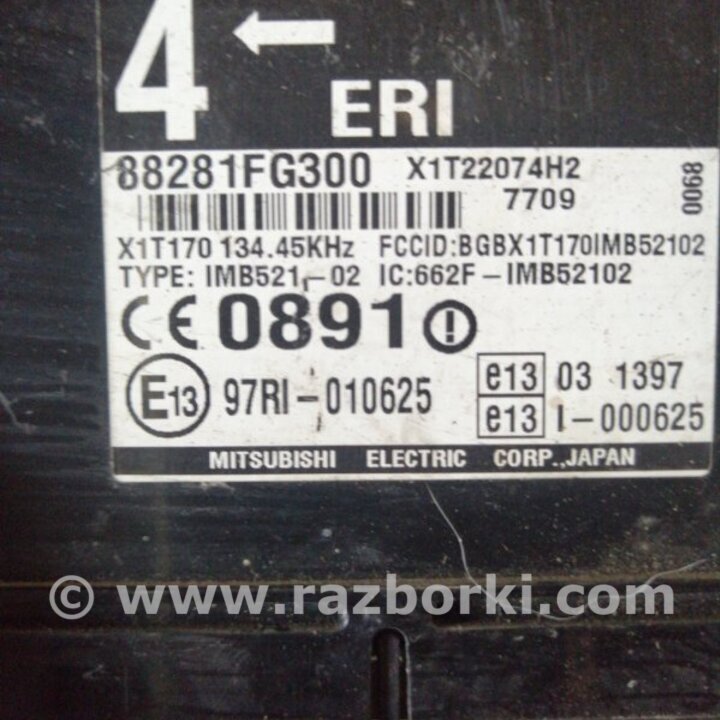 4 ←
ERI
88281FG300 X1T22074H2
7709
0068
X1T170 134.45KHz FCCID:BGBX1T170IMB52102
TYPE: IMB521-02 IC:662F-IMB52102
CE 0891
E13 97RI-010625
e13 03 1397
e13 I-000625
MITSUBISHI ELECTRIC CORP.,JAPAN
© www.razborki.com